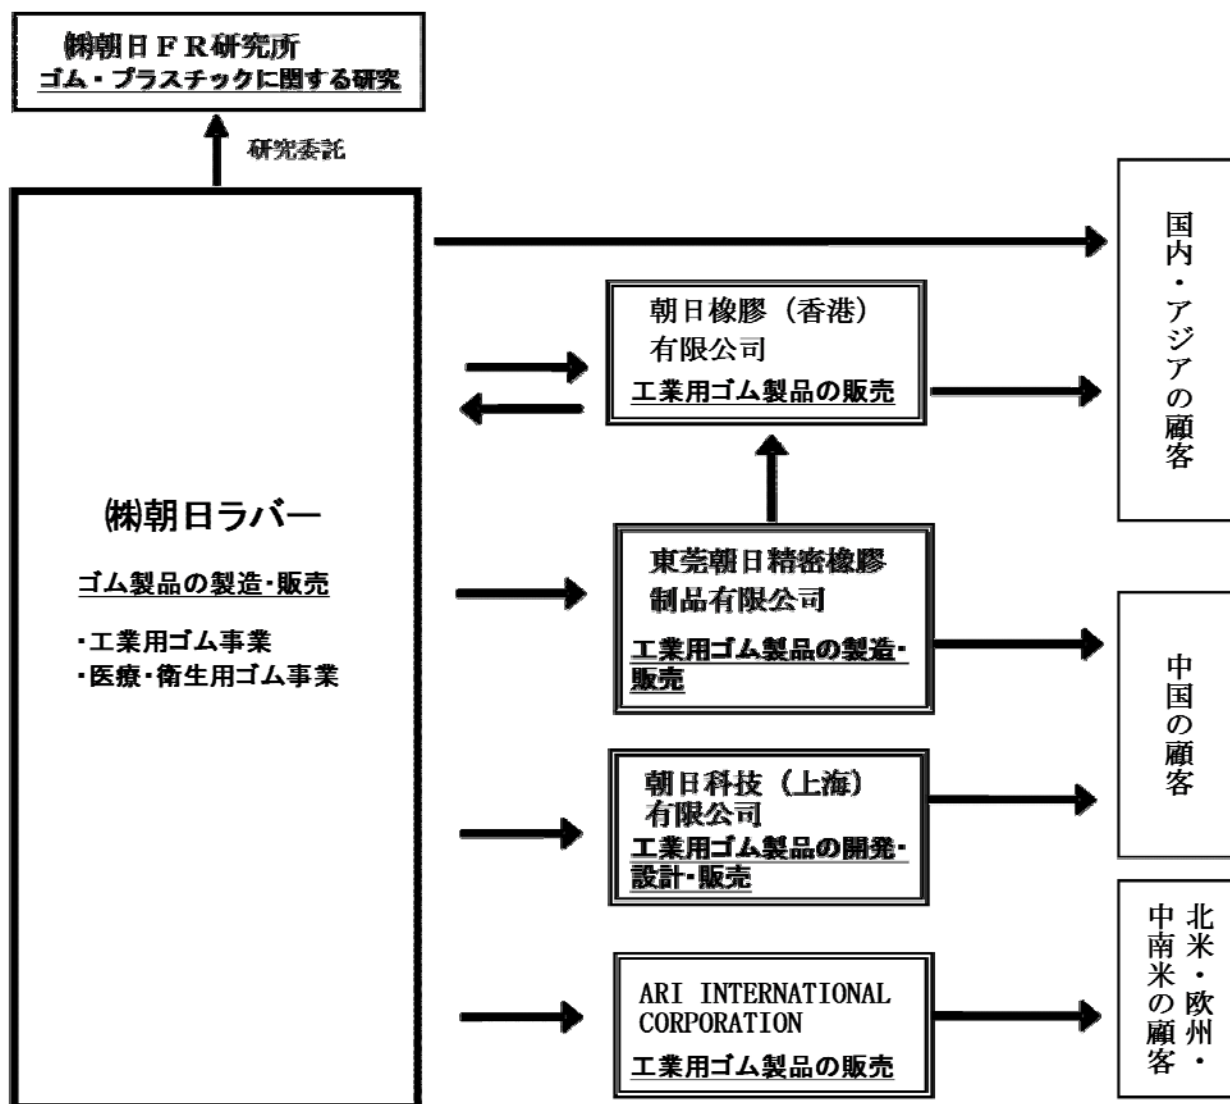 ㈱朝日ＦＲ研究所
ゴム・プラスチックに関する研究
研究委託
㈱朝日ラバー
ゴム製品の製造・販売
・工業用ゴム事業
・医療・衛生用ゴム事業
朝日橡膠（香港）
有限公司
工業用ゴム製品の販売
東莞朝日精密橡膠
制品有限公司
工業用ゴム製品の製造・
販売
朝日科技（上海）
有限公司
工業用ゴム製品の開発・
設計・販売
ARI INTERNATIONAL
CORPORATION
工業用ゴム製品の販売
国内・アジアの顧客
中国の顧客
北米・欧州・
中南米の顧客